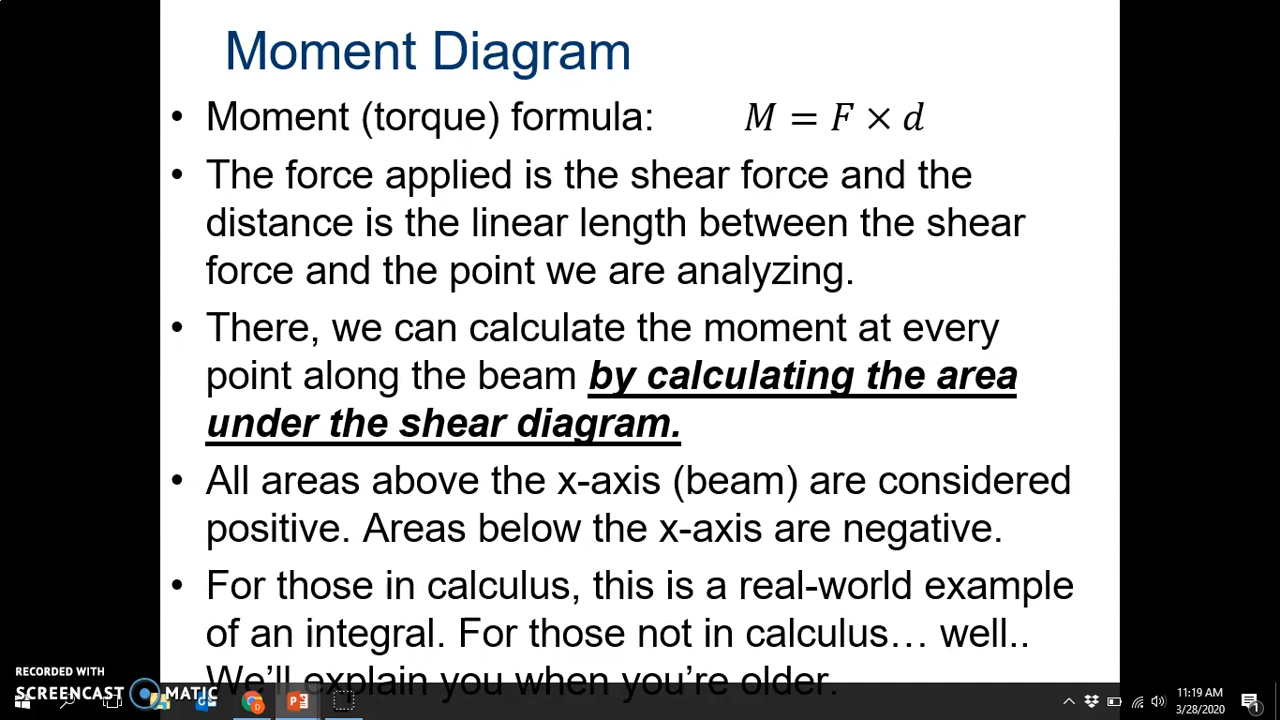 Moment Diagram
• Moment (torque) formula: M = F × d
• The force applied is the shear force and the
distance is the linear length between the shear
force and the point we are analyzing.
• There, we can calculate the moment at every
point along the beam by calculating the area
under the shear diagram.
• All areas above the x-axis (beam) are considered
positive. Areas below the x-axis are negative.
• For those in calculus, this is a real-world example
of an integral. For those not in calculus… well..
We'll explain you when you're older.
RECORDED WITH
SCREENCAST MATIC
11:19 AM
3/28/2020
1